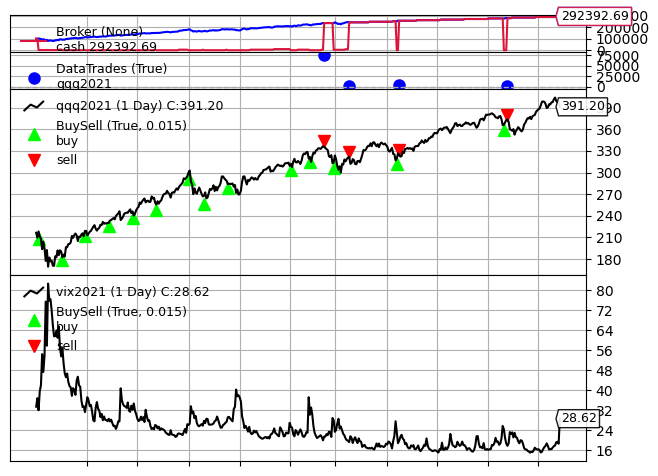 Broker (None)
cash 292392.69
292392.69
200000
100000
0
DataTrades (True)
qqq2021
75000
50000
25000
0
qqq2021 (1 Day) C:391.20
BuySell (True, 0.015)
buy
sell
391.20
360
330
300
270
240
210
180
vix2021 (1 Day) C:28.62
BuySell (True, 0.015)
buy
sell
80
72
64
56
48
40
32
28.62
24
16